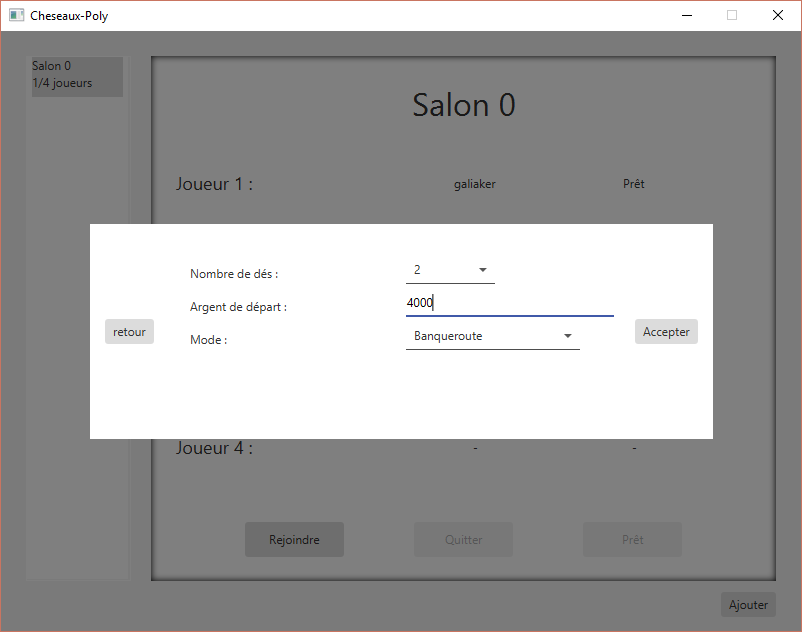 Cheseaux-Poly
Salon 0
1/4 joueurs
Salon 0
Joueur 1 :
galiaker
Prêt
Nombre de dés :
2
Argent de départ :
4000
retour
Accepter
Mode :
Banqueroute
Joueur 4 :
-
-
Rejoindre
Quitter
Prêt
Ajouter